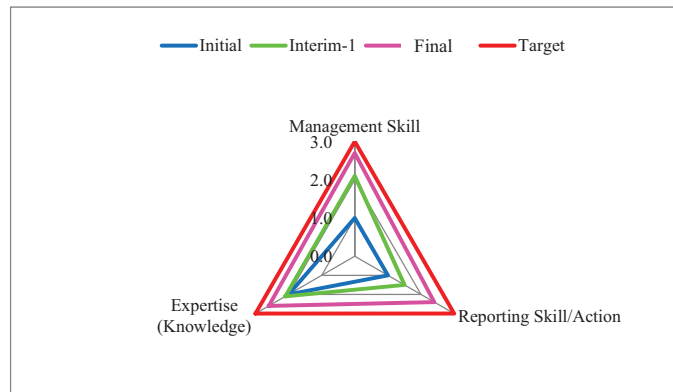 Initial Interim-1 Final Target
Management Skill
3.0
2.0
1.0
0.0
Expertise
(Knowledge)
Reporting Skill/Action